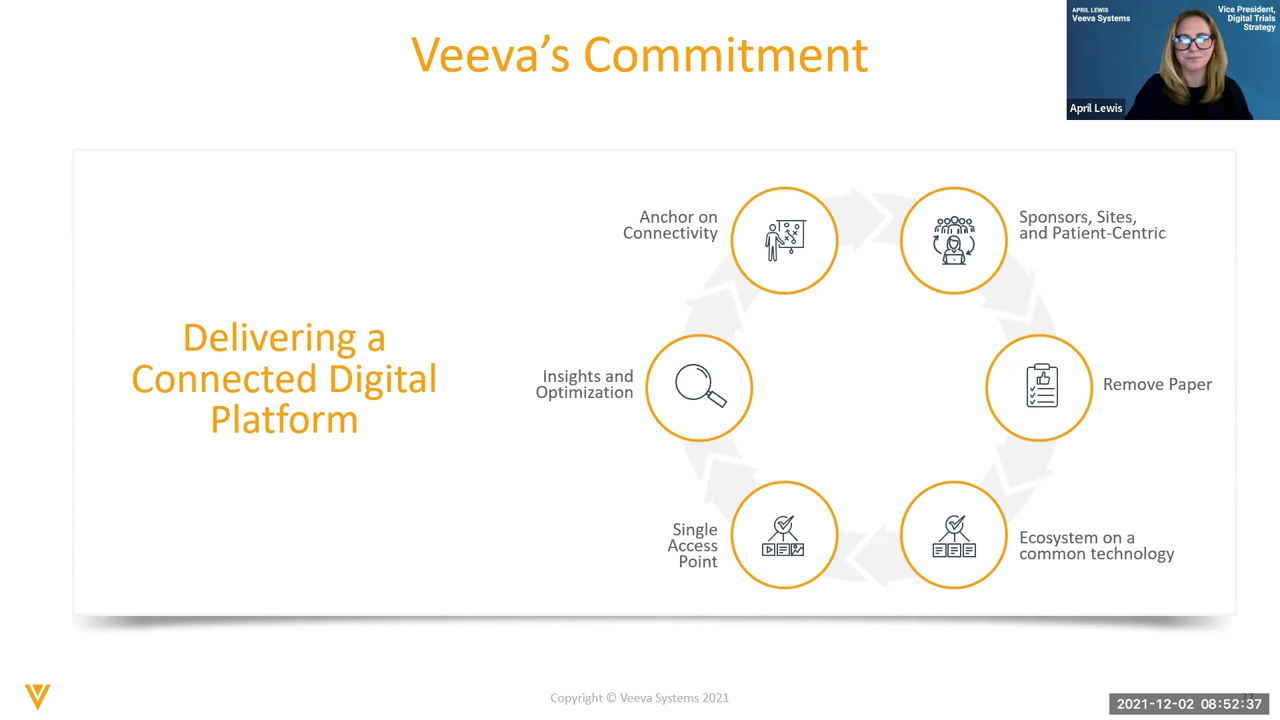 Veeva's Commitment
APRIL LEWIS
Veeva Systems
Vice President,
Digital Trials
Strategy
April Lewis
Delivering a
Connected Digital
Platform
Anchor on
Connectivity
Sponsors, Sites,
and Patient-Centric
Insights and
Optimization
Remove Paper
Single
Access
Point
Ecosystem on a
common technology
Copyright © Veeva Systems 2021
2021-12-02 08:52:37